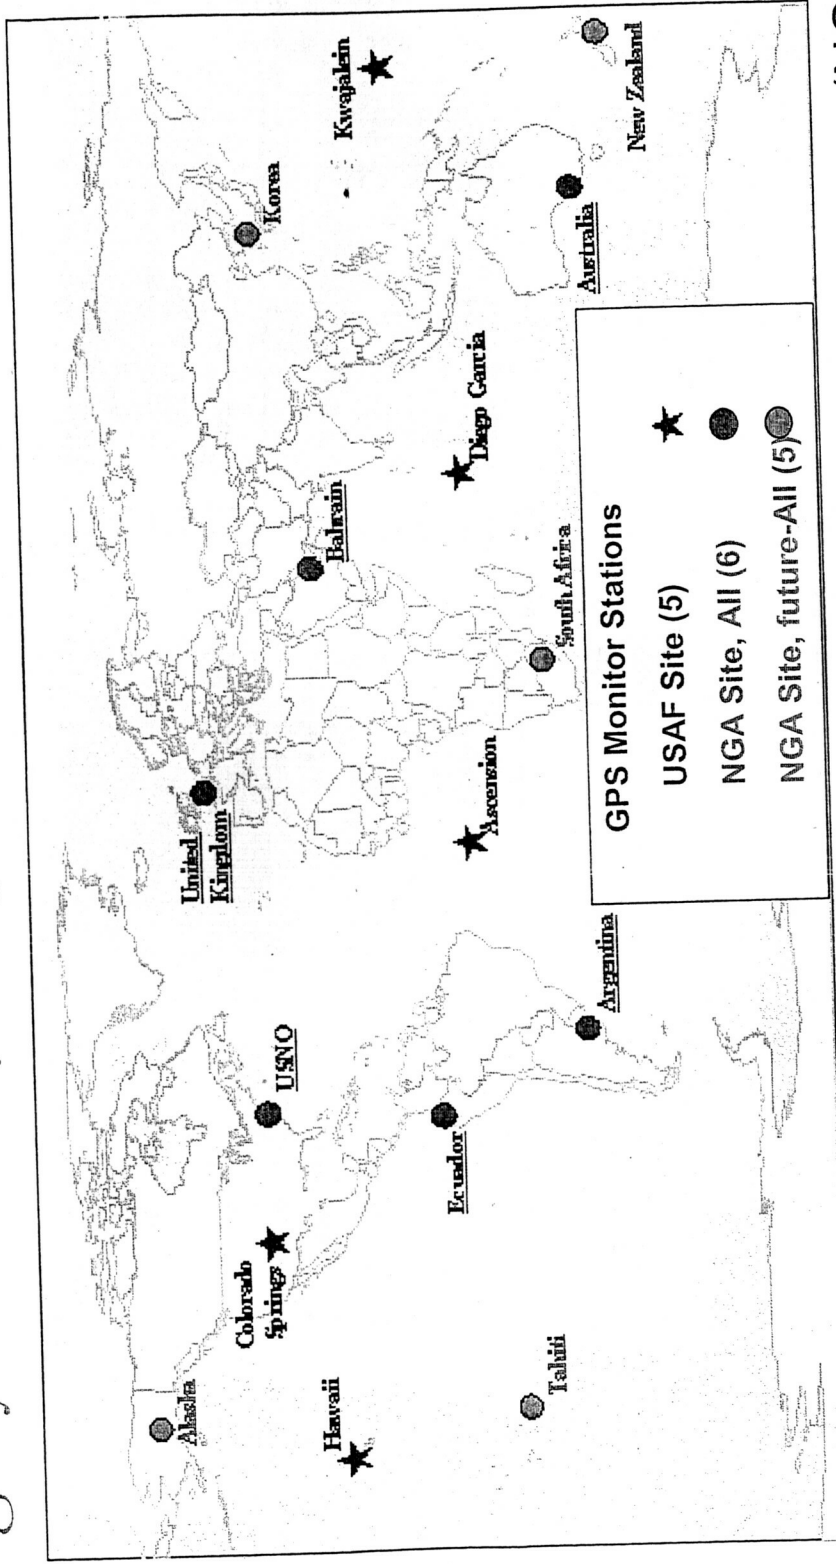 Alaska
Hawaii
Colorado
Springs
USNO
United
Kingdom
Bahrain
Korea
Kwajalein
Tahiti
Ecuador
Argentina
Ascension
South Africa
Diego Garcia
Australia
New Zealand
GPS Monitor Stations
USAF Site (5)
NGA Site, All (6)
NGA Site, future-All (5)